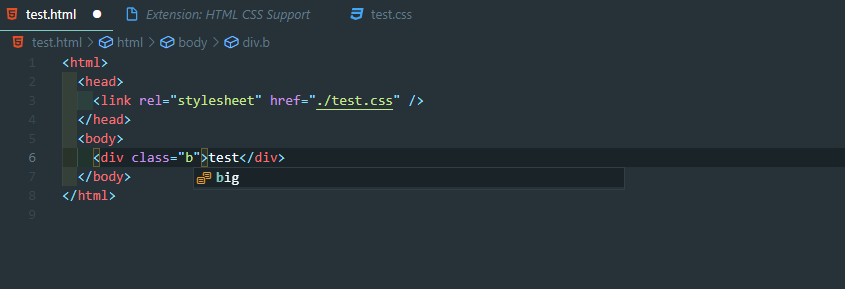 test.html ● Extension: HTML CSS Support test.css
test.html > html > body > div.b
1 <html>
2 <head>
3 <link rel="stylesheet" href="./test.css" />
4 </head>
5 <body>
6 <div class="b">test</div>
7 </body>
big
8 </html>
9